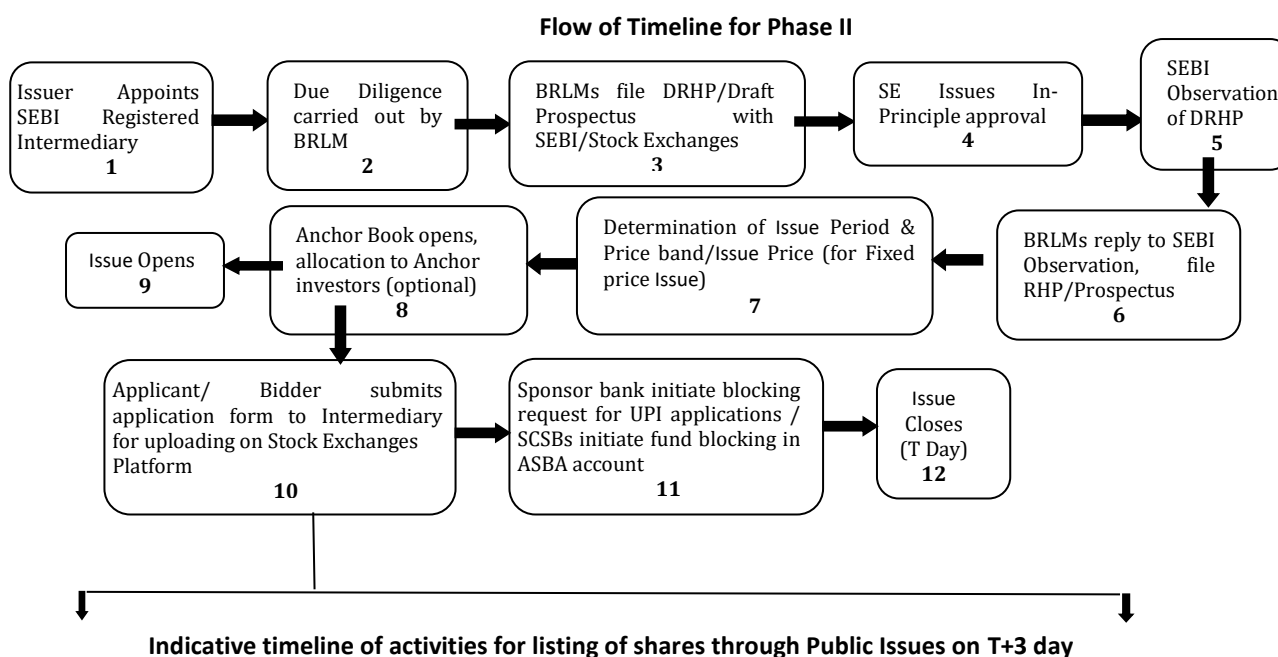 Flow of Timeline for Phase II
Issuer Appoints
SEBI Registered
Intermediary
1
Due Diligence
carried out by
BRLM
2
BRLMs file DRHP/Draft
Prospectus with
SEBI/Stock Exchanges
3
SE Issues In-
Principle approval
4
SEBI
Observation
of DRHP
5
BRLMs reply to SEBI
Observation, file
RHP/Prospectus
6
Determination of Issue Period &
Price band/Issue Price (for Fixed
price Issue)
7
Anchor Book opens,
allocation to Anchor
investors (optional)
8
Issue Opens
9
Applicant/ Bidder submits
application form to Intermediary
for uploading on Stock Exchanges
Platform
10
Sponsor bank initiate blocking
request for UPI applications /
SCSBs initiate fund blocking in
ASBA account
11
Issue
Closes
(T Day)
12
Indicative timeline of activities for listing of shares through Public Issues on T+3 day